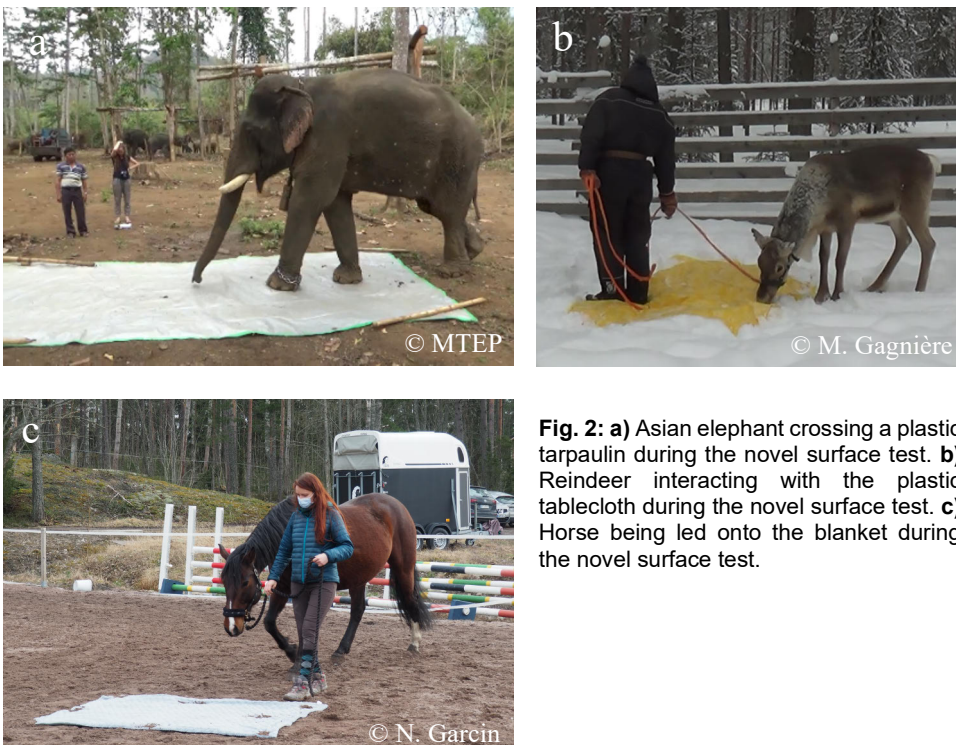 a
© MTEP
b
© M. Gagnière
c
© N. Garcin
Fig. 2: a) Asian elephant crossing a plastic
tarpaulin during the novel surface test. b)
Reindeer interacting with the plastic
tablecloth during the novel surface test. c)
Horse being led onto the blanket during
the novel surface test.